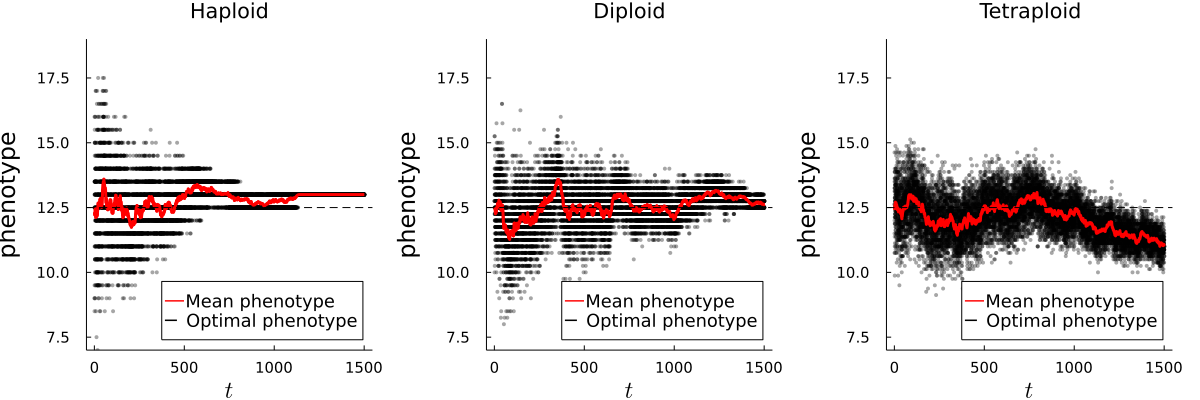 Haploid
phenotype
17.5
15.0
12.5
10.0
7.5
Mean phenotype
Optimal phenotype
0 500 1000 1500
t
Diploid
phenotype
17.5
15.0
12.5
10.0
7.5
Mean phenotype
Optimal phenotype
0 500 1000 1500
t
Tetraploid
phenotype
17.5
15.0
12.5
10.0
7.5
Mean phenotype
Optimal phenotype
0 500 1000 1500
t